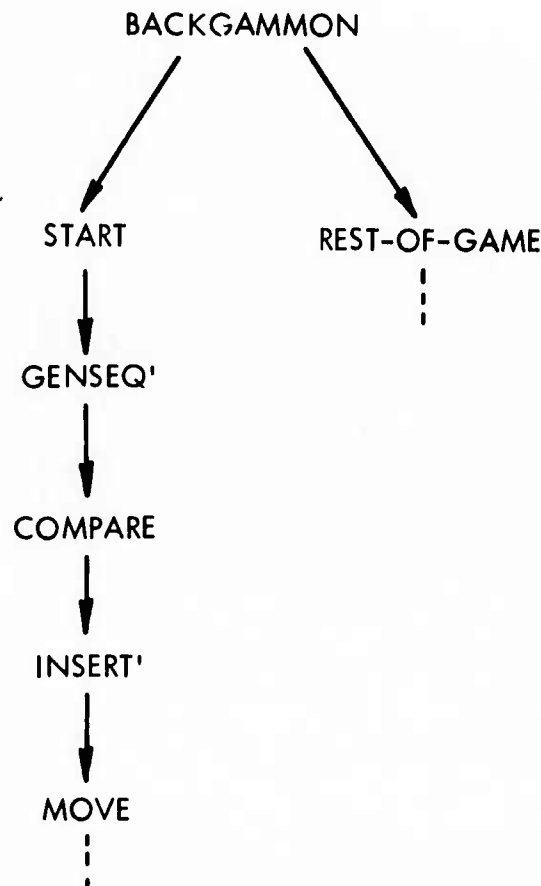 BACKGAMMON
START
REST-OF-GAME
GENSEQ'
COMPARE
INSERT'
MOVE